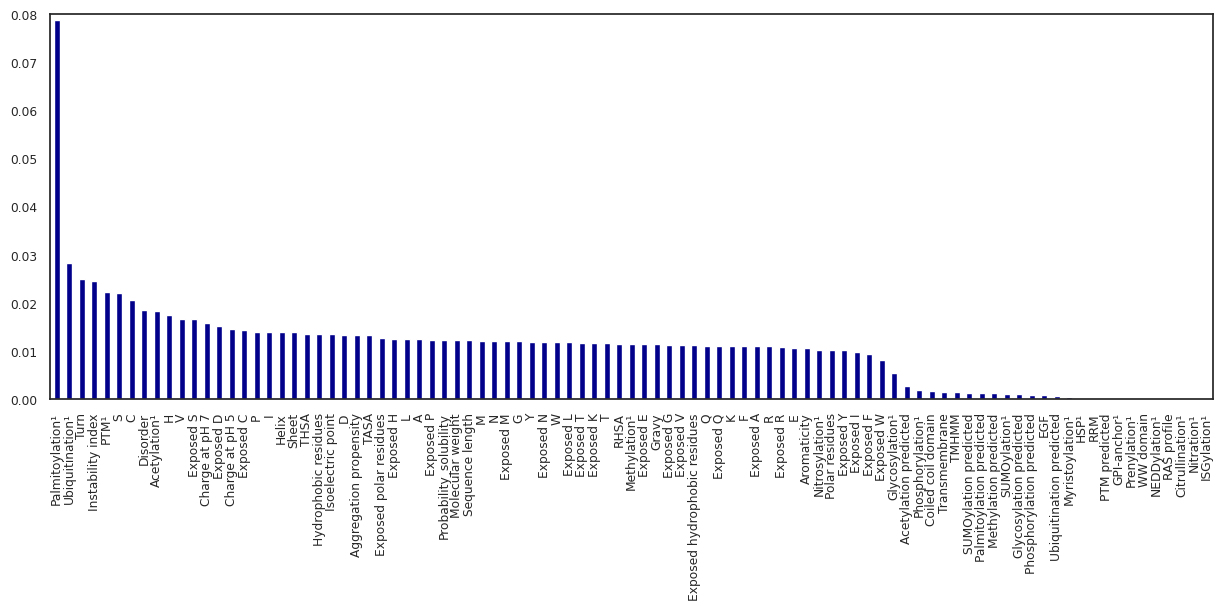 0.08
0.07
0.06
0.05
0.04
0.03
0.02
0.01
0.00
Palmitoylation¹
Ubiquitination¹
Turn
Instability index
PTM¹
S
C
Disorder
Acetylation¹
H
V
Exposed S
Charge at pH 7
Exposed D
Charge at pH 5
Exposed C
P
I
Helix
Sheet
THSA
Hydrophobic residues
Isoelectric point
D
Aggregation propensity
TASA
Exposed polar residues
Exposed H
L
A
Exposed P
Probability_solubility
Molecular weight
Sequence length
M
N
Exposed M
G
Y
Exposed N
W
Exposed L
Exposed T
Exposed K
T
RHSA
Methylation¹
Exposed E
Gravy
Exposed G
Exposed V
Exposed hydrophobic residues
Q
Exposed Q
K
F
Exposed A
R
Exposed R
E
Aromaticity
Nitrosylation¹
Polar residues
Exposed Y
Exposed I
Exposed F
Exposed W
Glycosylation¹
Acetylation predicted
Phosphorylation¹
Coiled coil domain
Transmembrane
TMHMM
SUMOylation predicted
Palmitoylation predicted
Methylation predicted
SUMOylation¹
Glycosylation predicted
Phosphorylation predicted
EGF
Ubiquitination predicted
Myristoylation¹
HSP¹
RRM
PTM predicted
GPI-anchor¹
Prenylation¹
WW domain
NEDDylation¹
RAS profile
Citrullination¹
Nitration¹
ISGylation¹